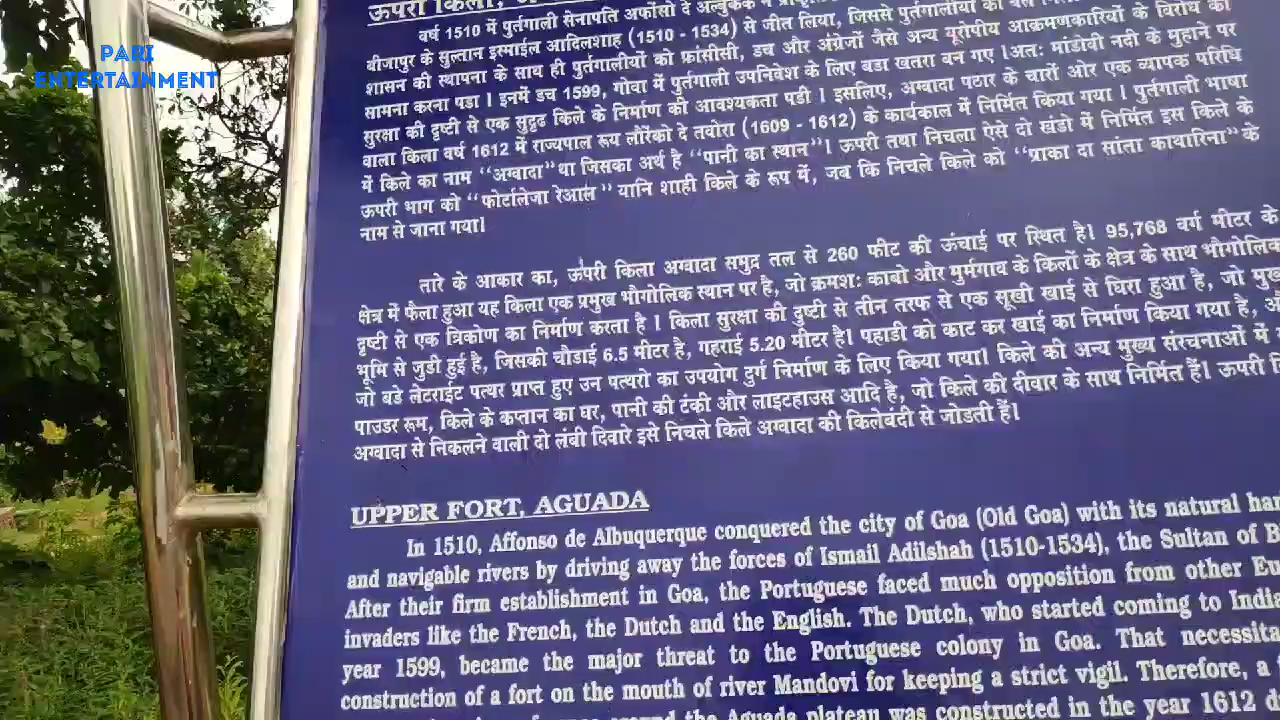 PARI
ENTERTAINMENT
ऊपरी किला,
वर्ष 1510 में पुर्तगाली सेनापति अफोंसो दे अल्बुकर्क ने
बीजापुर के सुल्तान इस्माईल आदिलशाह (1510 - 1534) से जीत लिया, जिससे पुर्तगालीयों को बल
शासन की स्थापना के साथ ही पुर्तगालीयों को फ्रांसीसी, डच और अंग्रेजों जैसे अन्य यूरोपीय आक्रमणकारियों के विरोध का
सामना करना पडा । इनमें डच 1599, गोवा में पुर्तगाली उपनिवेश के लिए बडा खतरा बन गए ।अतः मांडोवी नदी के मुहाने पर
सुरक्षा की दृष्टी से एक सुदृढ किले के निर्माण की आवश्यकता पडी । इसलिए, अग्वादा पठार के चारों ओर एक व्यापक परिधि
वाला किला वर्ष 1612 में राज्यपाल रूय लौरेंको दे तवोरा (1609 - 1612) के कार्यकाल में निर्मित किया गया । पुर्तगाली भाषा
में किले का नाम “अग्वादा” था जिसका अर्थ है “पानी का स्थान”। ऊपरी तथा निचला ऐसे दो खंडो में निर्मित इस किले के
ऊपरी भाग को “फोर्टालेजा रेआल” यानि शाही किले के रूप में, जब कि निचले किले को “प्राका दा सांता कायारिना” के
नाम से जाना गया।
तारे के आकार का, ऊपरी किला अग्वादा समुद्र तल से 260 फीट की ऊंचाई पर स्थित है। 95,768 वर्ग मीटर के
क्षेत्र में फैला हुआ यह किला एक प्रमुख भौगोलिक स्थान पर है, जो क्रमशः काबो और मुर्मगाव के किलों के क्षेत्र के साथ भौगोलिक
दृष्टी से एक त्रिकोण का निर्माण करता है । किला सुरक्षा की दुष्टी से तीन तरफ से एक सूखी खाई से घिरा हुआ है, जो मुख
भूमि से जुडी हुई है, जिसकी चौडाई 6.5 मीटर है, गहराई 5.20 मीटर है। पहाडी को काट कर खाई का निर्माण किया गया है,
जो बडे लेटराईट पत्थर प्राप्त हुए उन पत्थरो का उपयोग दुर्ग निर्माण के लिए किया गया। किले की अन्य मुख्य संरचनाओं में
पाउडर रूम, किले के कप्तान का घर, पानी की टंकी और लाइटहाउस आदि है, जो किले की दीवार के साथ निर्मित हैं। ऊपरी
अग्वादा से निकलने वाली दो लंबी दिवारे इसे निचले किले अग्वादा की किलेबंदी से जोडती हैं।
UPPER FORT, AGUADA
In 1510, Affonso de Albuquerque conquered the city of Goa (Old Goa) with its natural har
and navigable rivers by driving away the forces of Ismail Adilshah (1510-1534), the Sultan of B
After their firm establishment in Goa, the Portuguese faced much opposition from other Eu
invaders like the French, the Dutch and the English. The Dutch, who started coming to India
year 1599, became the major threat to the Portuguese colony in Goa. That necessita
construction of a fort on the mouth of river Mandovi for keeping a strict vigil. Therefore, a
the Aguada plateau was constructed in the year 1612 d